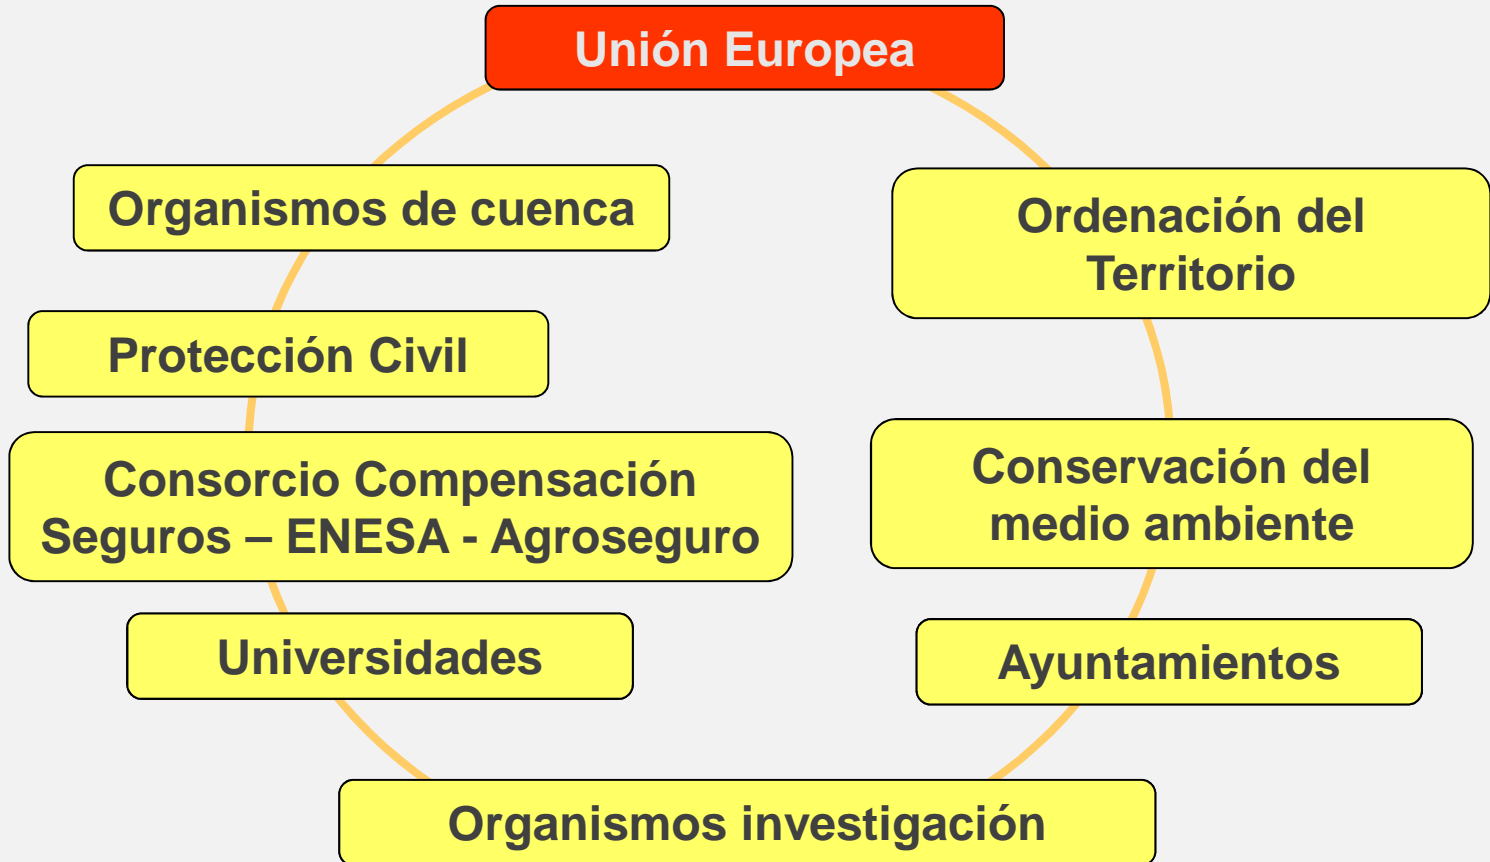 Unión Europea
Organismos de cuenca
Ordenación del
Territorio
Protección Civil
Consorcio Compensación
Seguros – ENESA - Agroseguro
Conservación del
medio ambiente
Universidades
Ayuntamientos
Organismos investigación